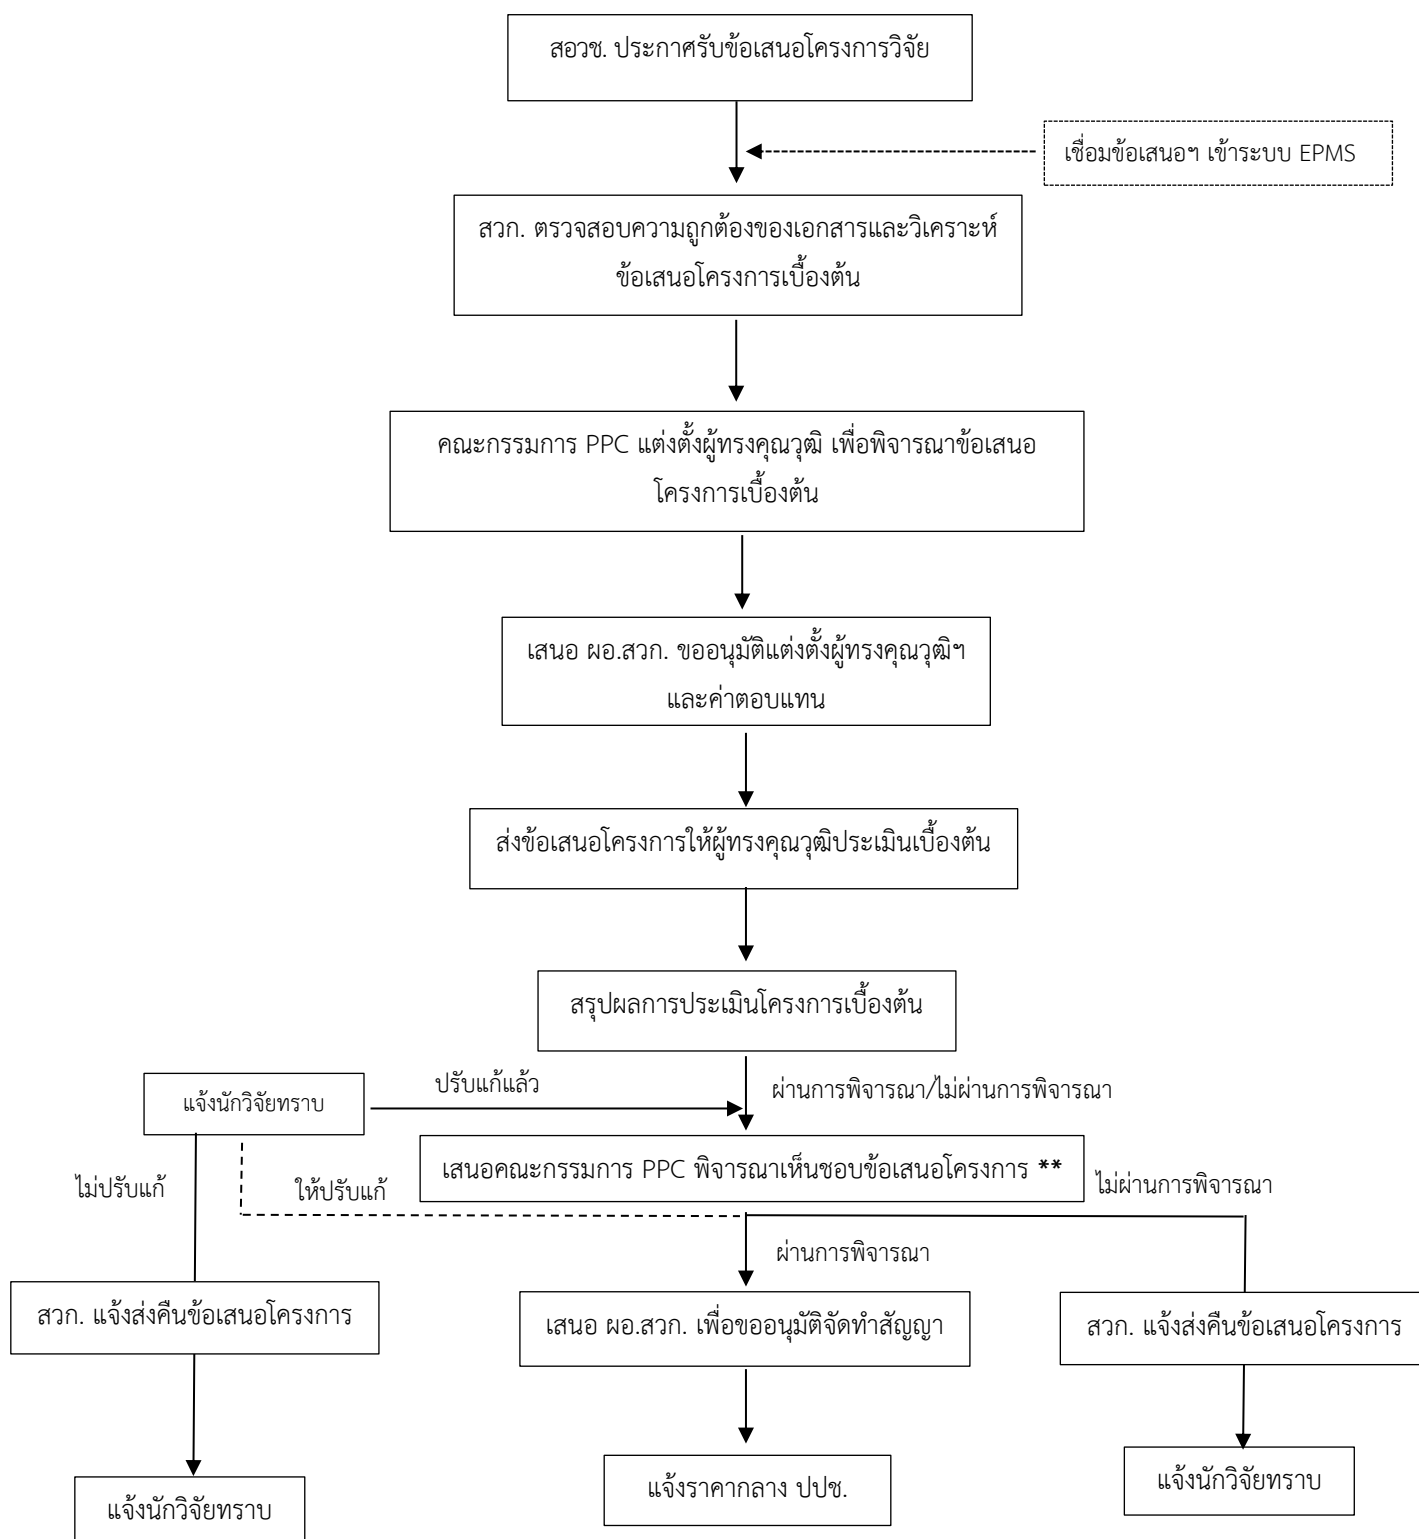 สอวช. ประกาศรับข้อเสนอโครงการวิจัย
เชื่อมข้อเสนอฯ เข้าระบบ EPMS
สวก. ตรวจสอบความถูกต้องของเอกสารและวิเคราะห์
ข้อเสนอโครงการเบื้องต้น
คณะกรรมการ PPC แต่งตั้งผู้ทรงคุณวุฒิ เพื่อพิจารณาข้อเสนอ
โครงการเบื้องต้น
เสนอ ผอ.สวก. ขออนุมัติแต่งตั้งผู้ทรงคุณวุฒิฯ
และค่าตอบแทน
ส่งข้อเสนอโครงการให้ผู้ทรงคุณวุฒิประเมินเบื้องต้น
สรุปผลการประเมินโครงการเบื้องต้น
แจ้งนักวิจัยทราบ
ปรับแก้แล้ว
ผ่านการพิจารณา/ไม่ผ่านการพิจารณา
เสนอคณะกรรมการ PPC พิจารณาเห็นชอบข้อเสนอโครงการ **
ไม่ปรับแก้
ให้ปรับแก้
ไม่ผ่านการพิจารณา
ผ่านการพิจารณา
สวก. แจ้งส่งคืนข้อเสนอโครงการ
เสนอ ผอ.สวก. เพื่อขออนุมัติจัดทำสัญญา
สวก. แจ้งส่งคืนข้อเสนอโครงการ
แจ้งนักวิจัยทราบ
แจ้งราคากลาง ปปช.
แจ้งนักวิจัยทราบ